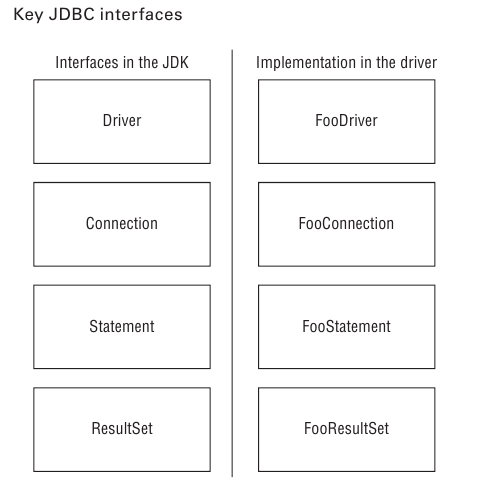 Key JDBC interfaces
Interfaces in the JDK
Implementation in the driver
Driver
FooDriver
Connection
FooConnection
Statement
FooStatement
ResultSet
FooResultSet